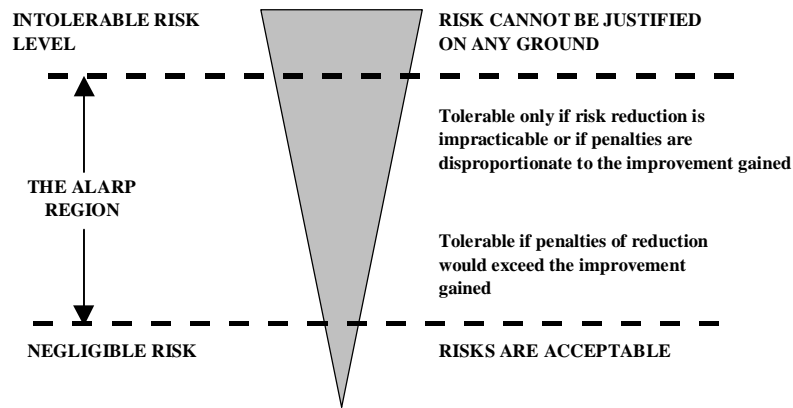 INTOLERABLE RISK
LEVEL
RISK CANNOT BE JUSTIFIED
ON ANY GROUND
Tolerable only if risk reduction is
impracticable or if penalties are
disproportionate to the improvement gained
THE ALARP
REGION
Tolerable if penalties of reduction
would exceed the improvement
gained
NEGLIGIBLE RISK
RISKS ARE ACCEPTABLE